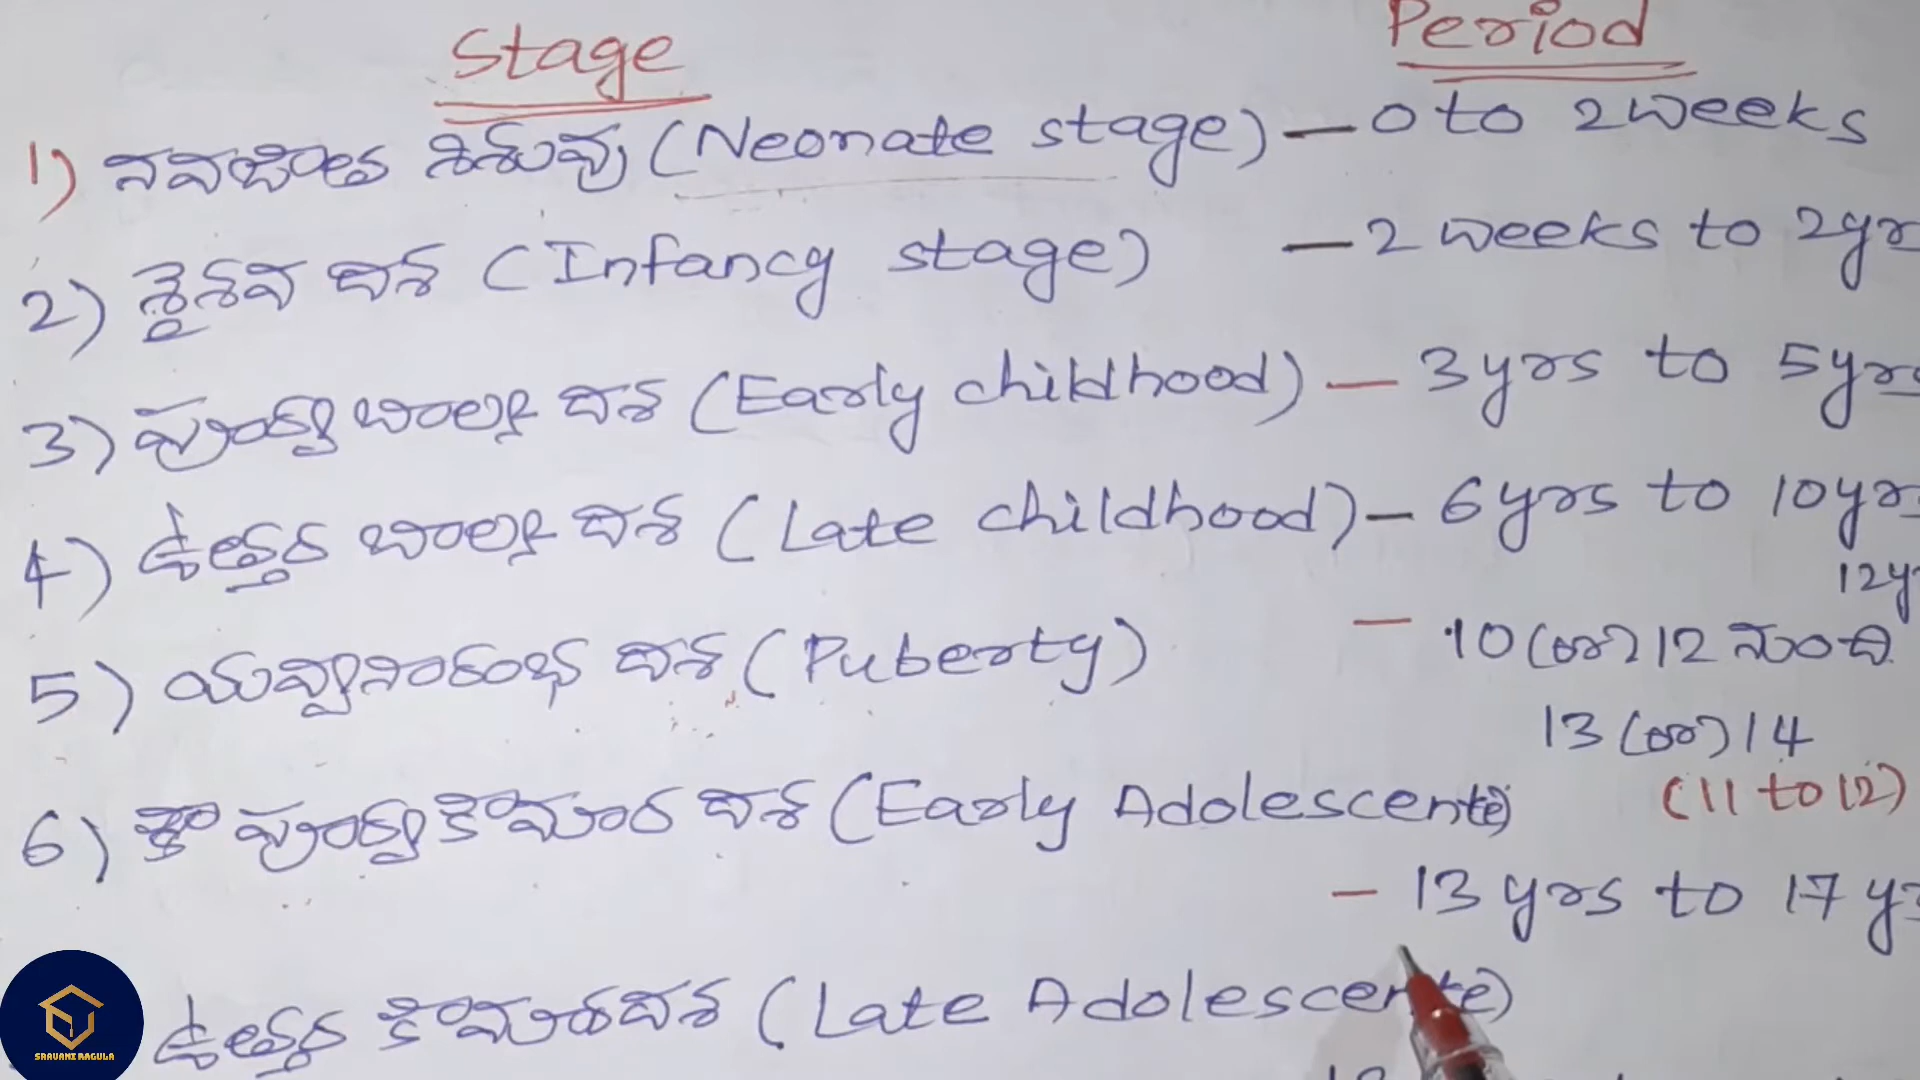 Stage Period
1) నవజాత శిశువు (Neonate stage) — 0 to 2 weeks
2) శైశవ దశ (Infancy stage) — 2 weeks to 2yr
3) పూర్వ బాల్య దశ (Early childhood) — 3yrs to 5yrs
4) ఉత్తర బాల్య దశ (Late childhood) — 6yrs to 10yrs
12y
5) యవ్వనారంభ దశ (Puberty) — 10 (లా) 12 నుండి
13 (లా) 14
6) పూర్వ కౌమార దశ (Early Adolescente) (11 to 12)
— 13 yrs to 17 y
ఉత్తర కౌమారదశ (Late Adolescente)
SRAVANI RAGULA